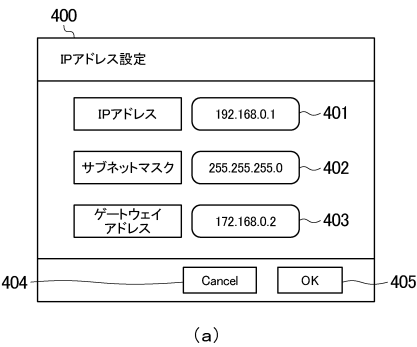 400
IPアドレス設定
IPアドレス 192.168.0.1 401
サブネットマスク 255.255.255.0 402
ゲートウェイ
アドレス 172.168.0.2 403
404 Cancel OK 405
(a)